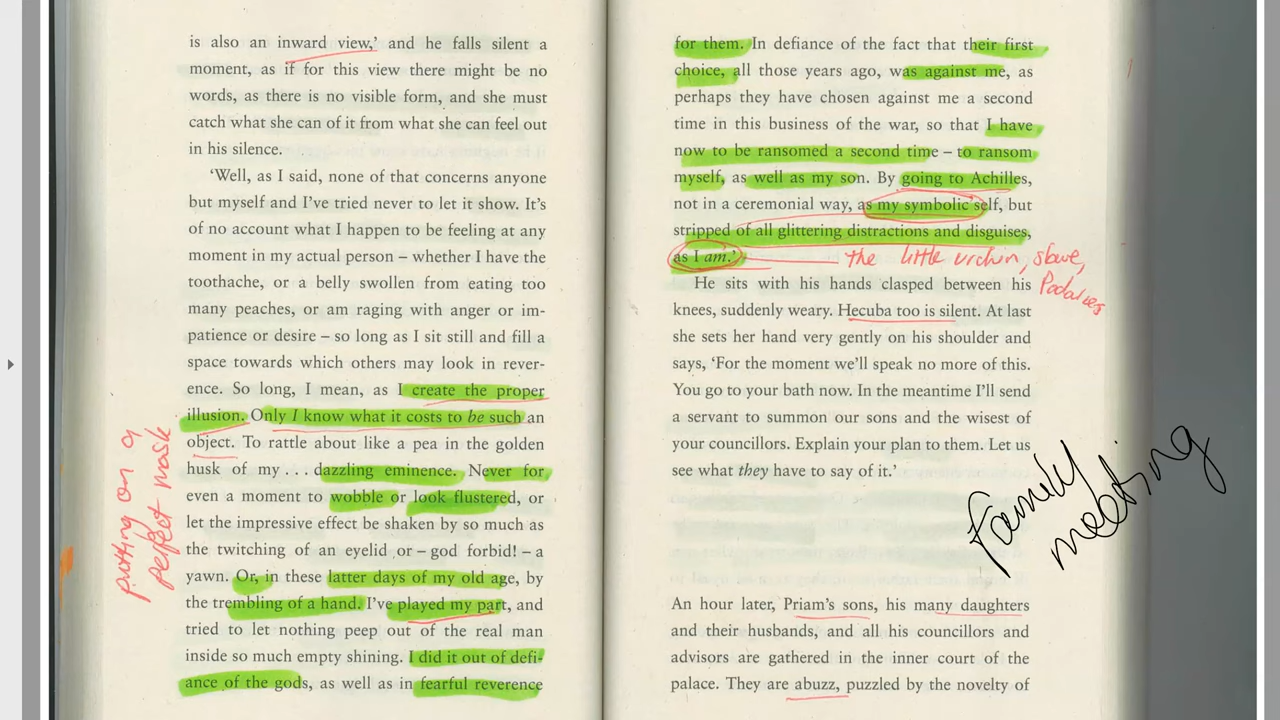 is also an inward view,' and he falls silent a
moment, as if for this view there might be no
words, as there is no visible form, and she must
catch what she can of it from what she can feel out
in his silence.
'Well, as I said, none of that concerns anyone
but myself and I've tried never to let it show. It's
of no account what I happen to be feeling at any
moment in my actual person – whether I have the
toothache, or a belly swollen from eating too
many peaches, or am raging with anger or im-
patience or desire – so long as I sit still and fill a
space towards which others may look in rever-
ence. So long, I mean, as I create the proper
illusion. Only I know what it costs to be such an
object. To rattle about like a pea in the golden
husk of my . . . dazzling eminence. Never for
even a moment to wobble or look flustered, or
let the impressive effect be shaken by so much as
the twitching of an eyelid or – god forbid! – a
yawn. Or, in these latter days of my old age, by
the trembling of a hand. I've played my part, and
tried to let nothing peep out of the real man
inside so much empty shining. I did it out of defi-
ance of the gods, as well as in fearful reverence
putting on a
perfect mask
for them. In defiance of the fact that their first
choice, all those years ago, was against me, as
perhaps they have chosen against me a second
time in this business of the war, so that I have
now to be ransomed a second time – to ransom
myself, as well as my son. By going to Achilles,
not in a ceremonial way, as my symbolic self, but
stripped of all glittering distractions and disguises,
as I am.'
the little urchin, slave,
Podarces
He sits with his hands clasped between his
knees, suddenly weary. Hecuba too is silent. At last
she sets her hand very gently on his shoulder and
says, 'For the moment we'll speak no more of this.
You go to your bath now. In the meantime I'll send
a servant to summon our sons and the wisest of
your councillors. Explain your plan to them. Let us
see what they have to say of it.'
Family
meeting
An hour later, Priam's sons, his many daughters
and their husbands, and all his councillors and
advisors are gathered in the inner court of the
palace. They are abuzz, puzzled by the novelty of